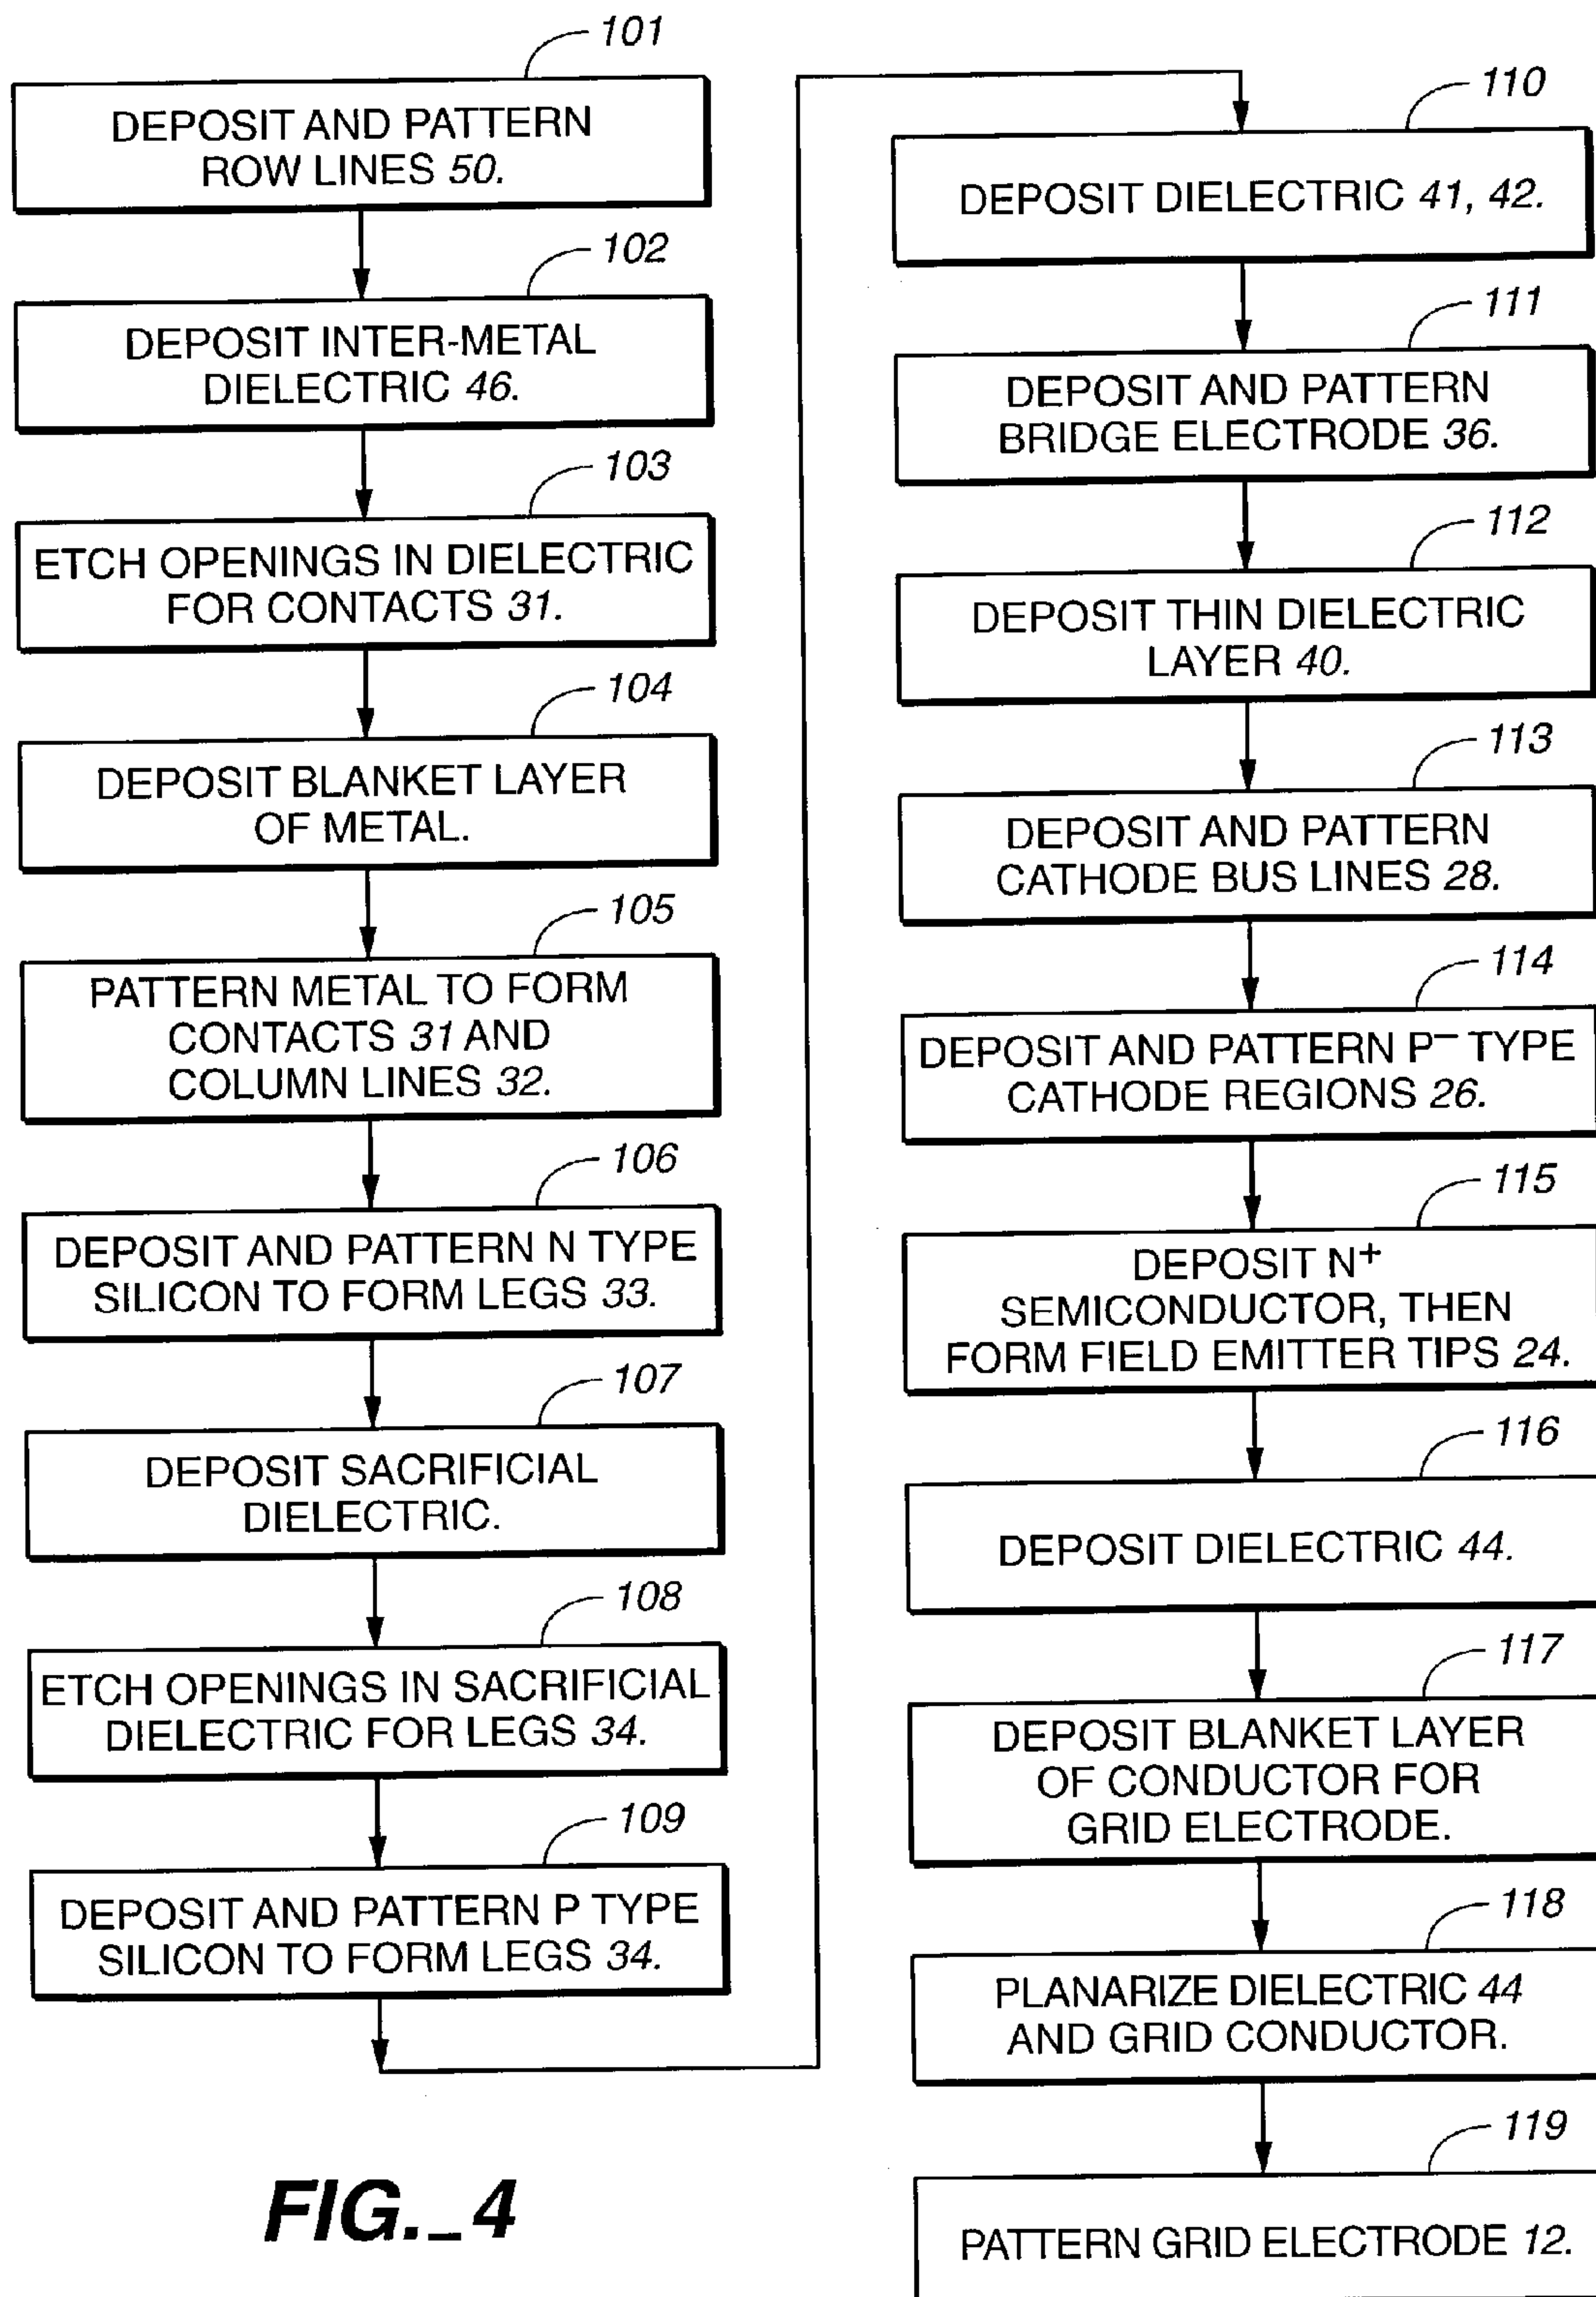 101
DEPOSIT AND PATTERN
ROW LINES 50.
102
DEPOSIT INTER-METAL
DIELECTRIC 46.
103
ETCH OPENINGS IN DIELECTRIC
FOR CONTACTS 31.
104
DEPOSIT BLANKET LAYER
OF METAL.
105
PATTERN METAL TO FORM
CONTACTS 31 AND
COLUMN LINES 32.
106
DEPOSIT AND PATTERN N TYPE
SILICON TO FORM LEGS 33.
107
DEPOSIT SACRIFICIAL
DIELECTRIC.
108
ETCH OPENINGS IN SACRIFICIAL
DIELECTRIC FOR LEGS 34.
109
DEPOSIT AND PATTERN P TYPE
SILICON TO FORM LEGS 34.
110
DEPOSIT DIELECTRIC 41, 42.
111
DEPOSIT AND PATTERN
BRIDGE ELECTRODE 36.
112
DEPOSIT THIN DIELECTRIC
LAYER 40.
113
DEPOSIT AND PATTERN
CATHODE BUS LINES 28.
114
DEPOSIT AND PATTERN P⁻ TYPE
CATHODE REGIONS 26.
115
DEPOSIT N⁺
SEMICONDUCTOR, THEN
FORM FIELD EMITTER TIPS 24.
116
DEPOSIT DIELECTRIC 44.
117
DEPOSIT BLANKET LAYER
OF CONDUCTOR FOR
GRID ELECTRODE.
118
PLANARIZE DIELECTRIC 44
AND GRID CONDUCTOR.
119
PATTERN GRID ELECTRODE 12.
FIG._4